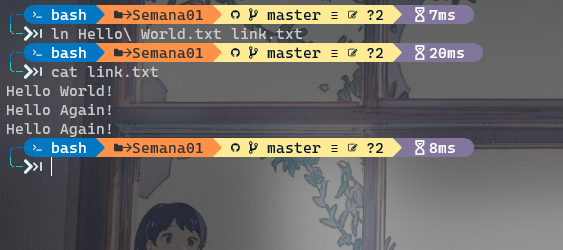 bash Semana01 master ≡ ?2 7ms
ln Hello\ World.txt link.txt
bash Semana01 master ≡ ?2 20ms
cat link.txt
Hello World!
Hello Again!
Hello Again!
bash Semana01 master ≡ ?2 8ms